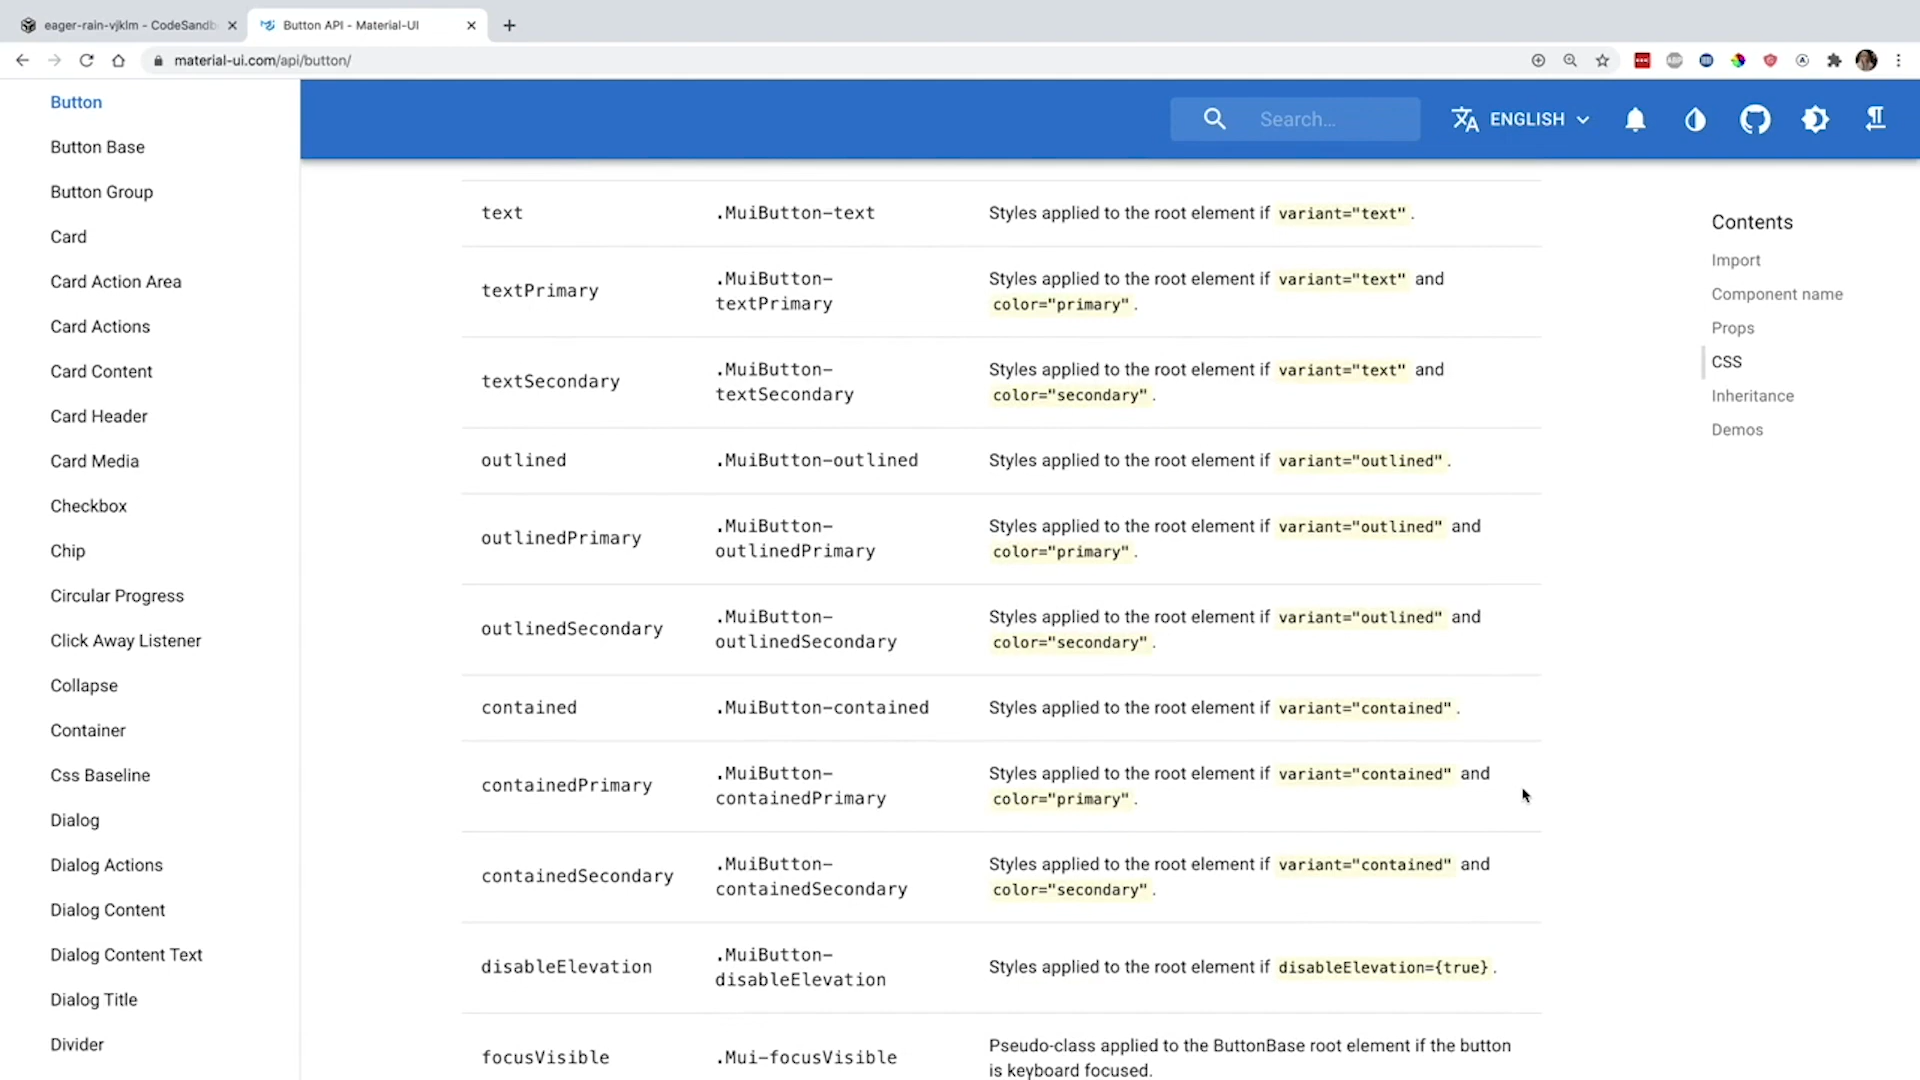 eager-rain-vjklm - CodeSandb
Button API - Material-UI
material-ui.com/api/button/
ABP
Search…
ENGLISH
Button
Button Base
Button Group
Card
Card Action Area
Card Actions
Card Content
Card Header
Card Media
Checkbox
Chip
Circular Progress
Click Away Listener
Collapse
Container
Css Baseline
Dialog
Dialog Actions
Dialog Content
Dialog Content Text
Dialog Title
Divider
text .MuiButton-text Styles applied to the root element if variant="text" .
textPrimary .MuiButton-
textPrimary Styles applied to the root element if variant="text" and
color="primary" .
textSecondary .MuiButton-
textSecondary Styles applied to the root element if variant="text" and
color="secondary" .
outlined .MuiButton-outlined Styles applied to the root element if variant="outlined" .
outlinedPrimary .MuiButton-
outlinedPrimary Styles applied to the root element if variant="outlined" and
color="primary" .
outlinedSecondary .MuiButton-
outlinedSecondary Styles applied to the root element if variant="outlined" and
color="secondary" .
contained .MuiButton-contained Styles applied to the root element if variant="contained" .
containedPrimary .MuiButton-
containedPrimary Styles applied to the root element if variant="contained" and
color="primary" .
containedSecondary .MuiButton-
containedSecondary Styles applied to the root element if variant="contained" and
color="secondary" .
disableElevation .MuiButton-
disableElevation Styles applied to the root element if disableElevation={true} .
focusVisible .Mui-focusVisible Pseudo-class applied to the ButtonBase root element if the button
is keyboard focused.
Contents
Import
Component name
Props
CSS
Inheritance
Demos